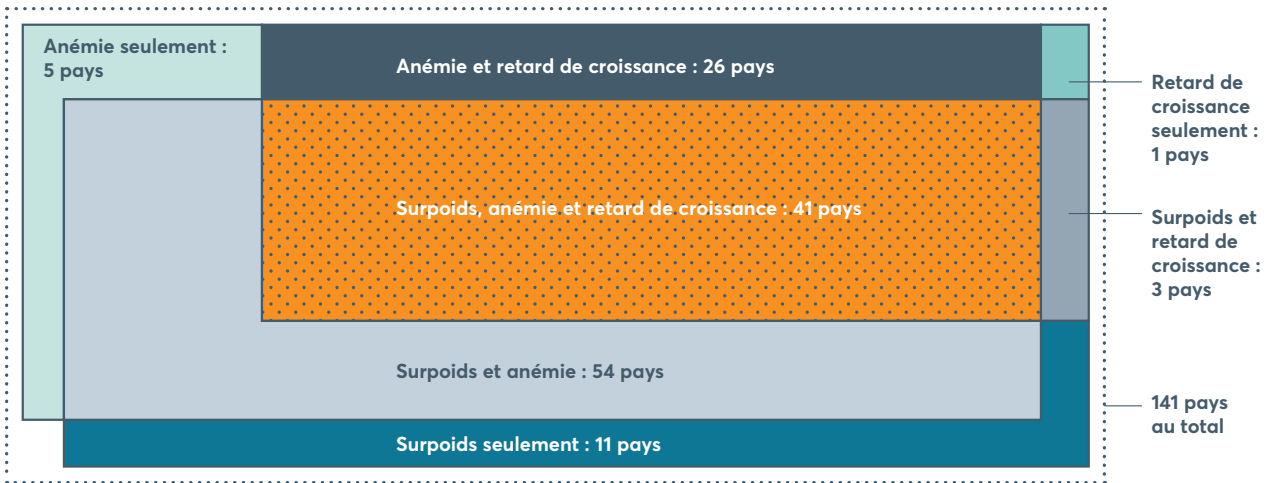 Anémie seulement :
5 pays
Anémie et retard de croissance : 26 pays
Retard de
croissance
seulement :
1 pays
Surpoids, anémie et retard de croissance : 41 pays
Surpoids et
retard de
croissance :
3 pays
Surpoids et anémie : 54 pays
141 pays
au total
Surpoids seulement : 11 pays